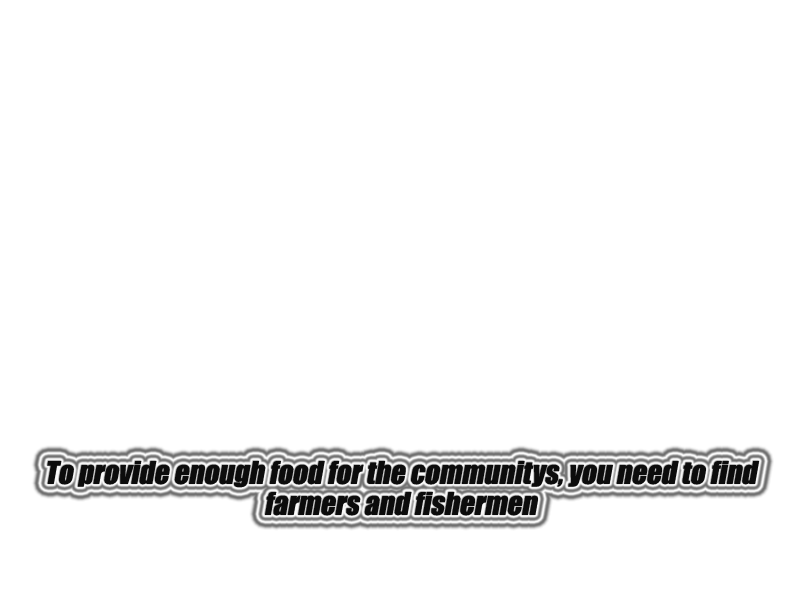 To provide enough food for the communitys, you need to find
farmers and fishermen